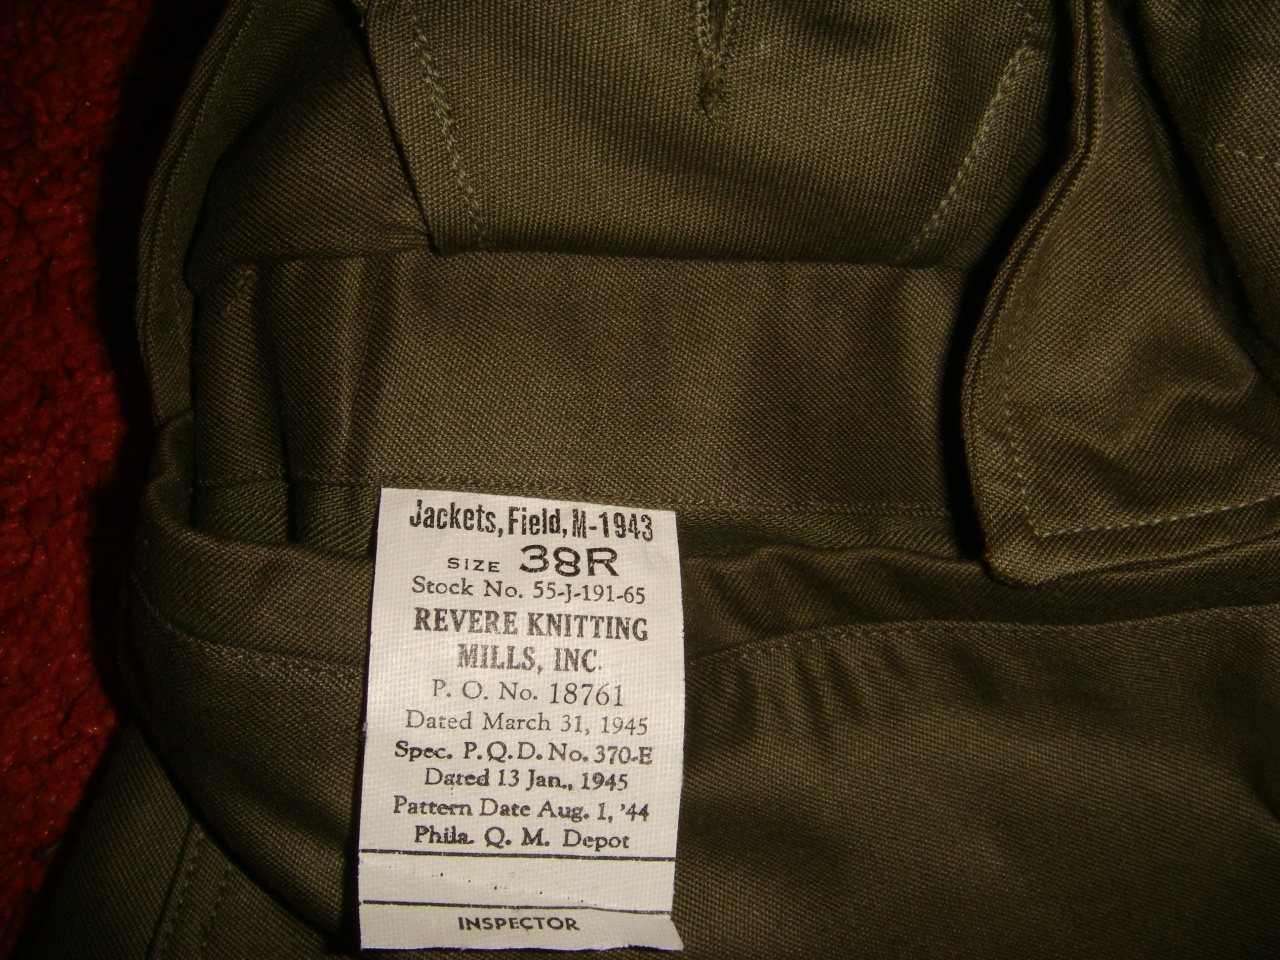 Jackets, Field, M-1943
SIZE 38R
Stock No. 55-J-191-65
REVERE KNITTING
MILLS, INC.
P. O. No. 18761
Dated March 31, 1945
Spec. P.Q.D. No. 370-E
Dated 13 Jan., 1945
Pattern Date Aug. 1, '44
Phila. Q. M. Depot
INSPECTOR